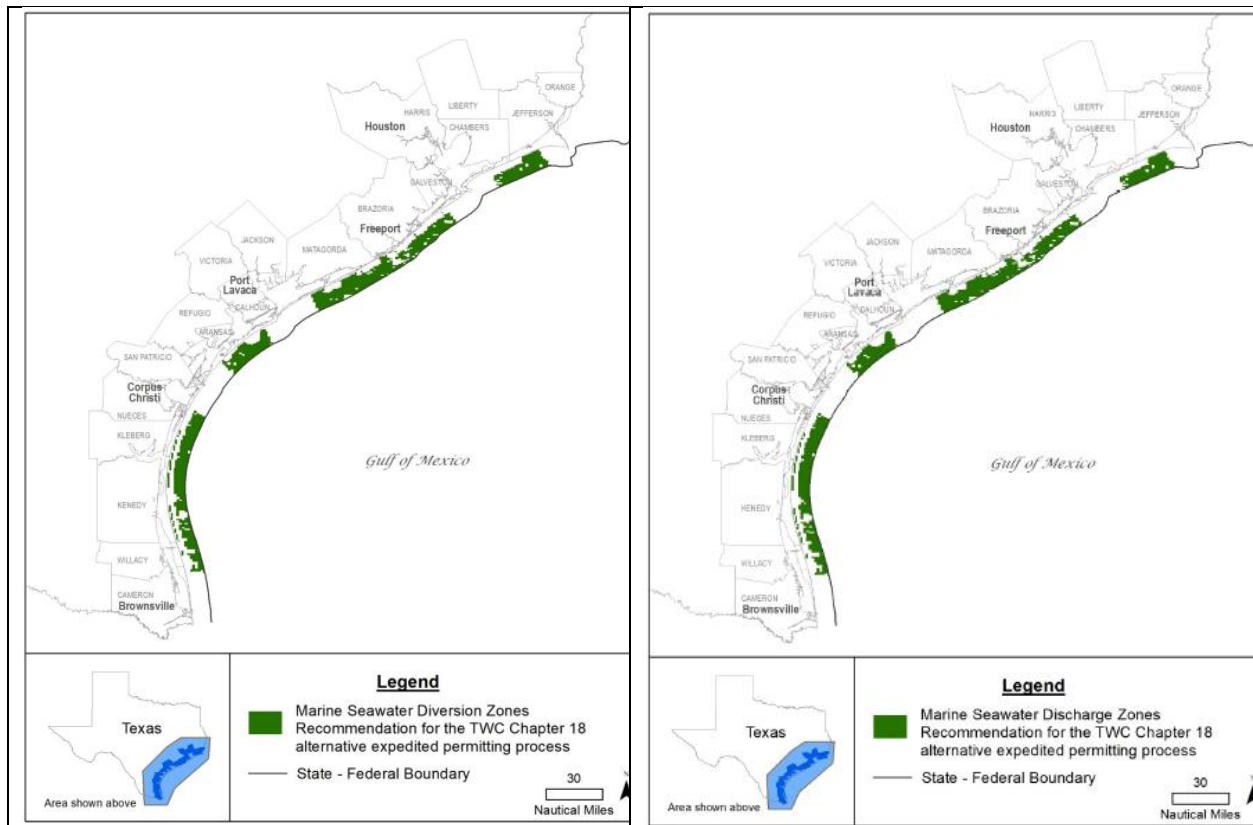 ORANGE
LIBERTY
HARRIS
JEFFERSON
Houston
CHAMBERS
GALVESTON
BRAZORIA
Freeport
JACKSON
MATAGORDA
VICTORIA
Port
Lavaca
CALHOUN
REFUGIO
ARANSAS
SAN PATRICIO
Corpus
Christi
NUECES
KLEBERG
Gulf of Mexico
KENEDY
WILLACY
CAMERON
Brownsville
Legend
Marine Seawater Diversion Zones
Recommendation for the TWC Chapter 18
alternative expedited permitting process
State - Federal Boundary
Texas
Area shown above
30
Nautical Miles
ORANGE
LIBERTY
HARRIS
JEFFERSON
Houston
CHAMBERS
GALVESTON
BRAZORIA
Freeport
JACKSON
MATAGORDA
VICTORIA
Port
Lavaca
CALHOUN
REFUGIO
ARANSAS
SAN PATRICIO
Corpus
Christi
NUECES
KLEBERG
Gulf of Mexico
KENEDY
WILLACY
CAMERON
Brownsville
Legend
Marine Seawater Discharge Zones
Recommendation for the TWC Chapter 18
alternative expedited permitting process
State - Federal Boundary
Texas
Area shown above
30
Nautical Miles